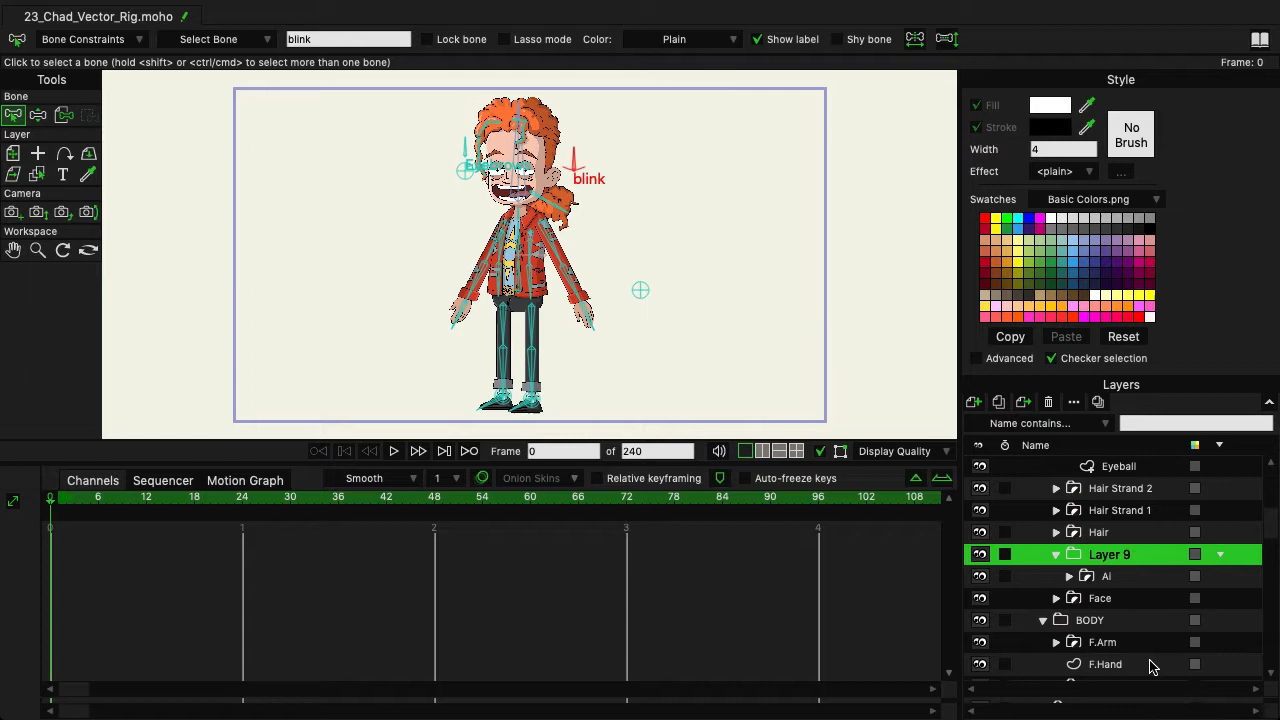 23_Chad_Vector_Rig.moho
Bone Constraints Select Bone blink Lock bone Lasso mode Color: Plain Show label Shy bone
Click to select a bone (hold <shift> or <ctrl/cmd> to select more than one bone) Frame: 0
Tools
Bone
Layer
Camera
Workspace
blink
Style
Fill
Stroke
No Brush
Width 4
Effect <plain> ...
Swatches Basic Colors.png
Copy Paste Reset
Advanced Checker selection
Layers
Name contains...
Name
Eyeball
Hair Strand 2
Hair Strand 1
Hair
Layer 9
AI
Face
BODY
F.Arm
F.Hand
Frame 0 of 240 Display Quality
Channels Sequencer Motion Graph Smooth 1 Onion Skins Relative keyframing Auto-freeze keys
6 12 18 24 30 36 42 48 54 60 66 72 78 84 90 96 102 108
0 1 2 3 4